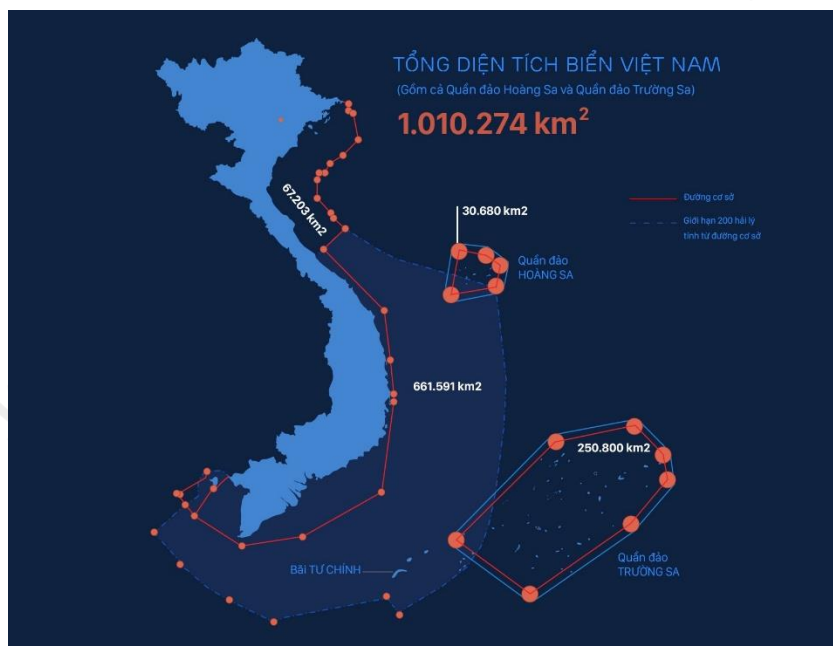 TỔNG DIỆN TÍCH BIỂN VIỆT NAM
(Gồm cả Quần đảo Hoàng Sa và Quần đảo Trường Sa)
1.010.274 km²
67.203 km2
30.680 km2
Đường cơ sở
Giới hạn 200 hải lý
tính từ đường cơ sở
Quần đảo
HOÀNG SA
661.591 km2
250.800 km2
Bãi TƯ CHÍNH
Quần đảo
TRƯỜNG SA